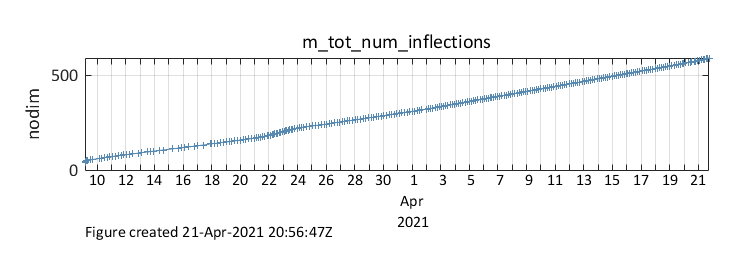 m_tot_num_inflections
500
nodim
0
10 12 14 16 18 20 22 24 26 28 30 1 3 5 7 9 11 13 15 17 19 21
Apr
2021
Figure created 21-Apr-2021 20:56:47Z